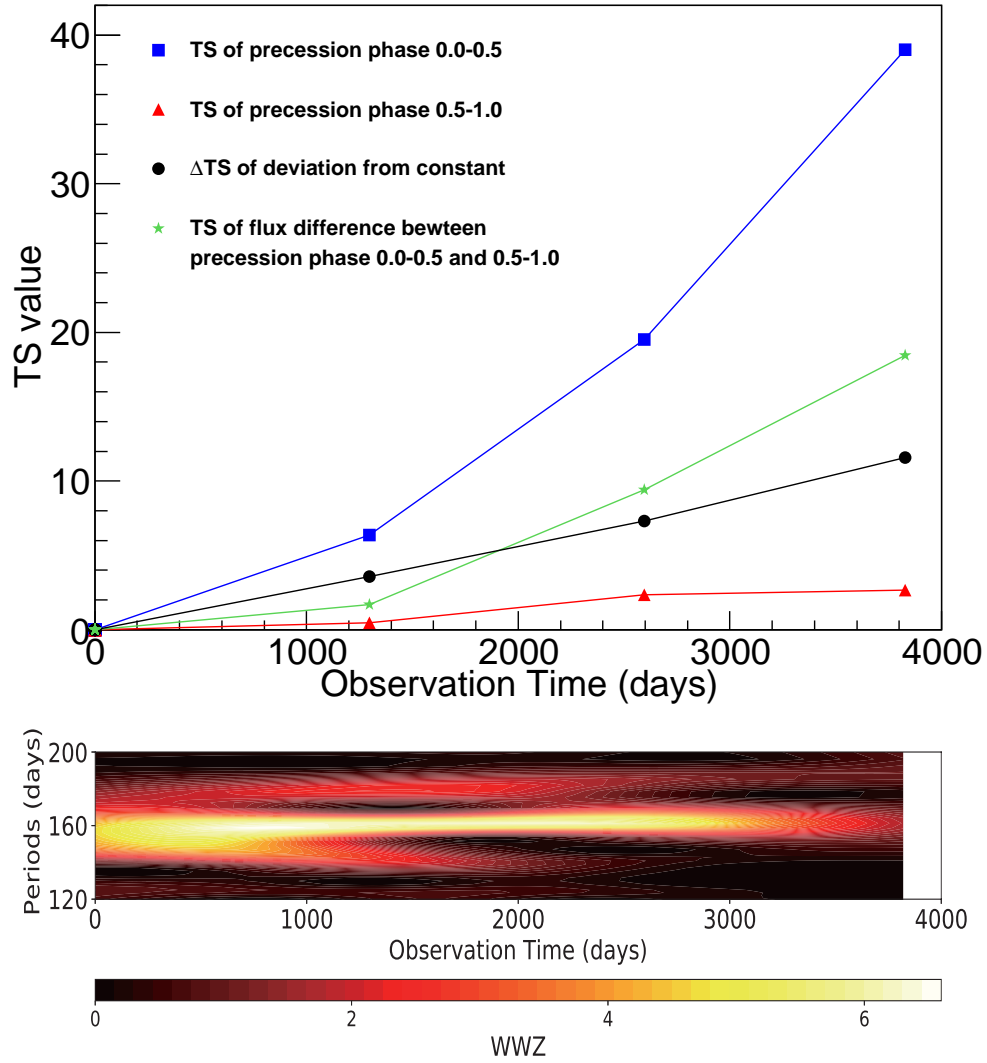 40
30
20
10
0
TS value
TS of precession phase 0.0-0.5
TS of precession phase 0.5-1.0
ΔTS of deviation from constant
TS of flux difference bewteen
precession phase 0.0-0.5 and 0.5-1.0
0 1000 2000 3000 4000
Observation Time (days)
200
160
120
Periods (days)
0 1000 2000 3000 4000
Observation Time (days)
0 2 4 6
WWZ